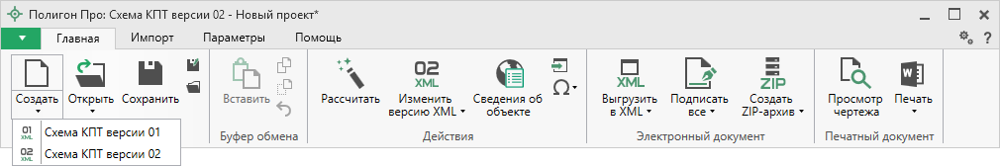 Полигон Про: Схема КПТ версии 02 - Новый проект*
Главная Импорт Параметры Помощь ?
01 XML
02 XML
02 XML
XML ZIP W Ω
Создать Открыть Сохранить Вставить Рассчитать Изменить версию XML Сведения об объекте Выгрузить в XML Подписать все Создать ZIP-архив Просмотр чертежа Печать
Буфер обмена Действия Электронный документ Печатный документ
Схема КПТ версии 01
Схема КПТ версии 02